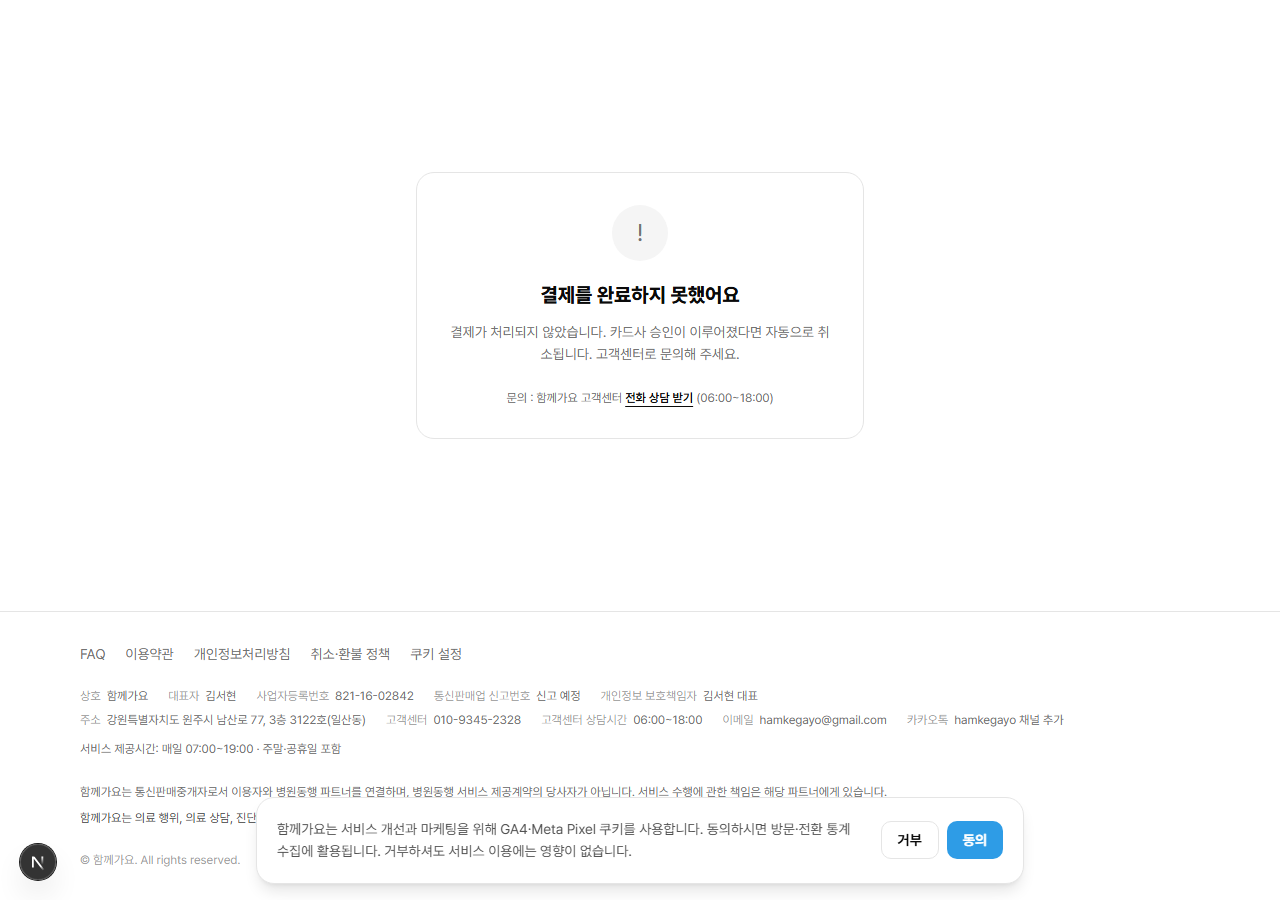 !
결제를 완료하지 못했어요
결제가 처리되지 않았습니다. 카드사 승인이 이루어졌다면 자동으로 취
소됩니다. 고객센터로 문의해 주세요.
문의 : 함께가요 고객센터 전화 상담 받기 (06:00~18:00)
FAQ 이용약관 개인정보처리방침 취소·환불 정책 쿠키 설정
상호 함께가요 대표자 김서현 사업자등록번호 821-16-02842 통신판매업 신고번호 신고 예정 개인정보 보호책임자 김서현 대표
주소 강원특별자치도 원주시 남산로 77, 3층 3122호(일산동) 고객센터 010-9345-2328 고객센터 상담시간 06:00~18:00 이메일 hamkegayo@gmail.com 카카오톡 hamkegayo 채널 추가
서비스 제공시간: 매일 07:00~19:00 · 주말·공휴일 포함
함께가요는 통신판매중개자로서 이용자와 병원동행 파트너를 연결하며, 병원동행 서비스 제공계약의 당사자가 아닙니다. 서비스 수행에 관한 책임은 해당 파트너에게 있습니다.
함께가요는 의료 행위, 의료 상담, 진단
함께가요는 서비스 개선과 마케팅을 위해 GA4·Meta Pixel 쿠키를 사용합니다. 동의하시면 방문·전환 통계
수집에 활용됩니다. 거부하셔도 서비스 이용에는 영향이 없습니다.
거부 동의
N
© 함께가요. All rights reserved.